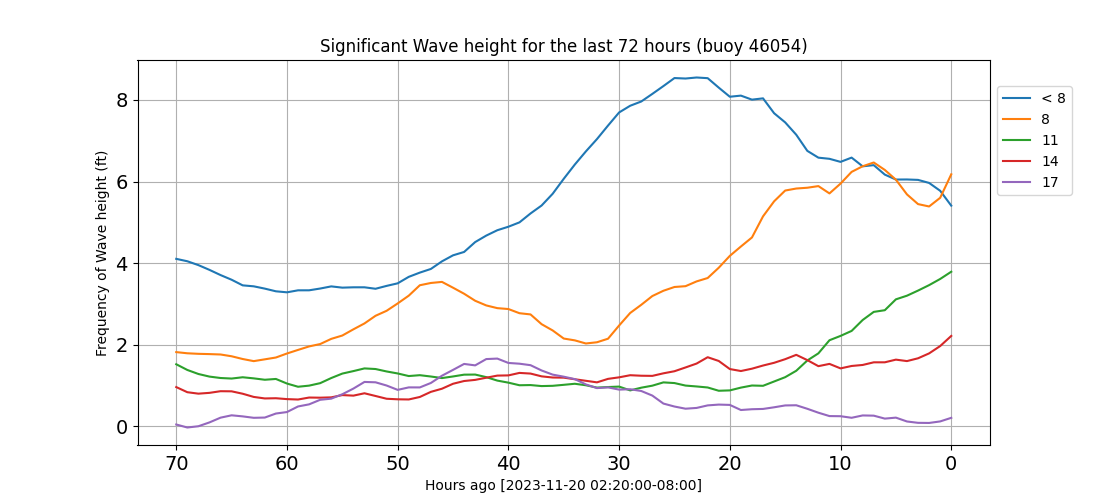 Significant Wave height for the last 72 hours (buoy 46054)
Frequency of Wave height (ft)
8
6
4
2
0
70 60 50 40 30 20 10 0
Hours ago [2023-11-20 02:20:00-08:00]
< 8
8
11
14
17